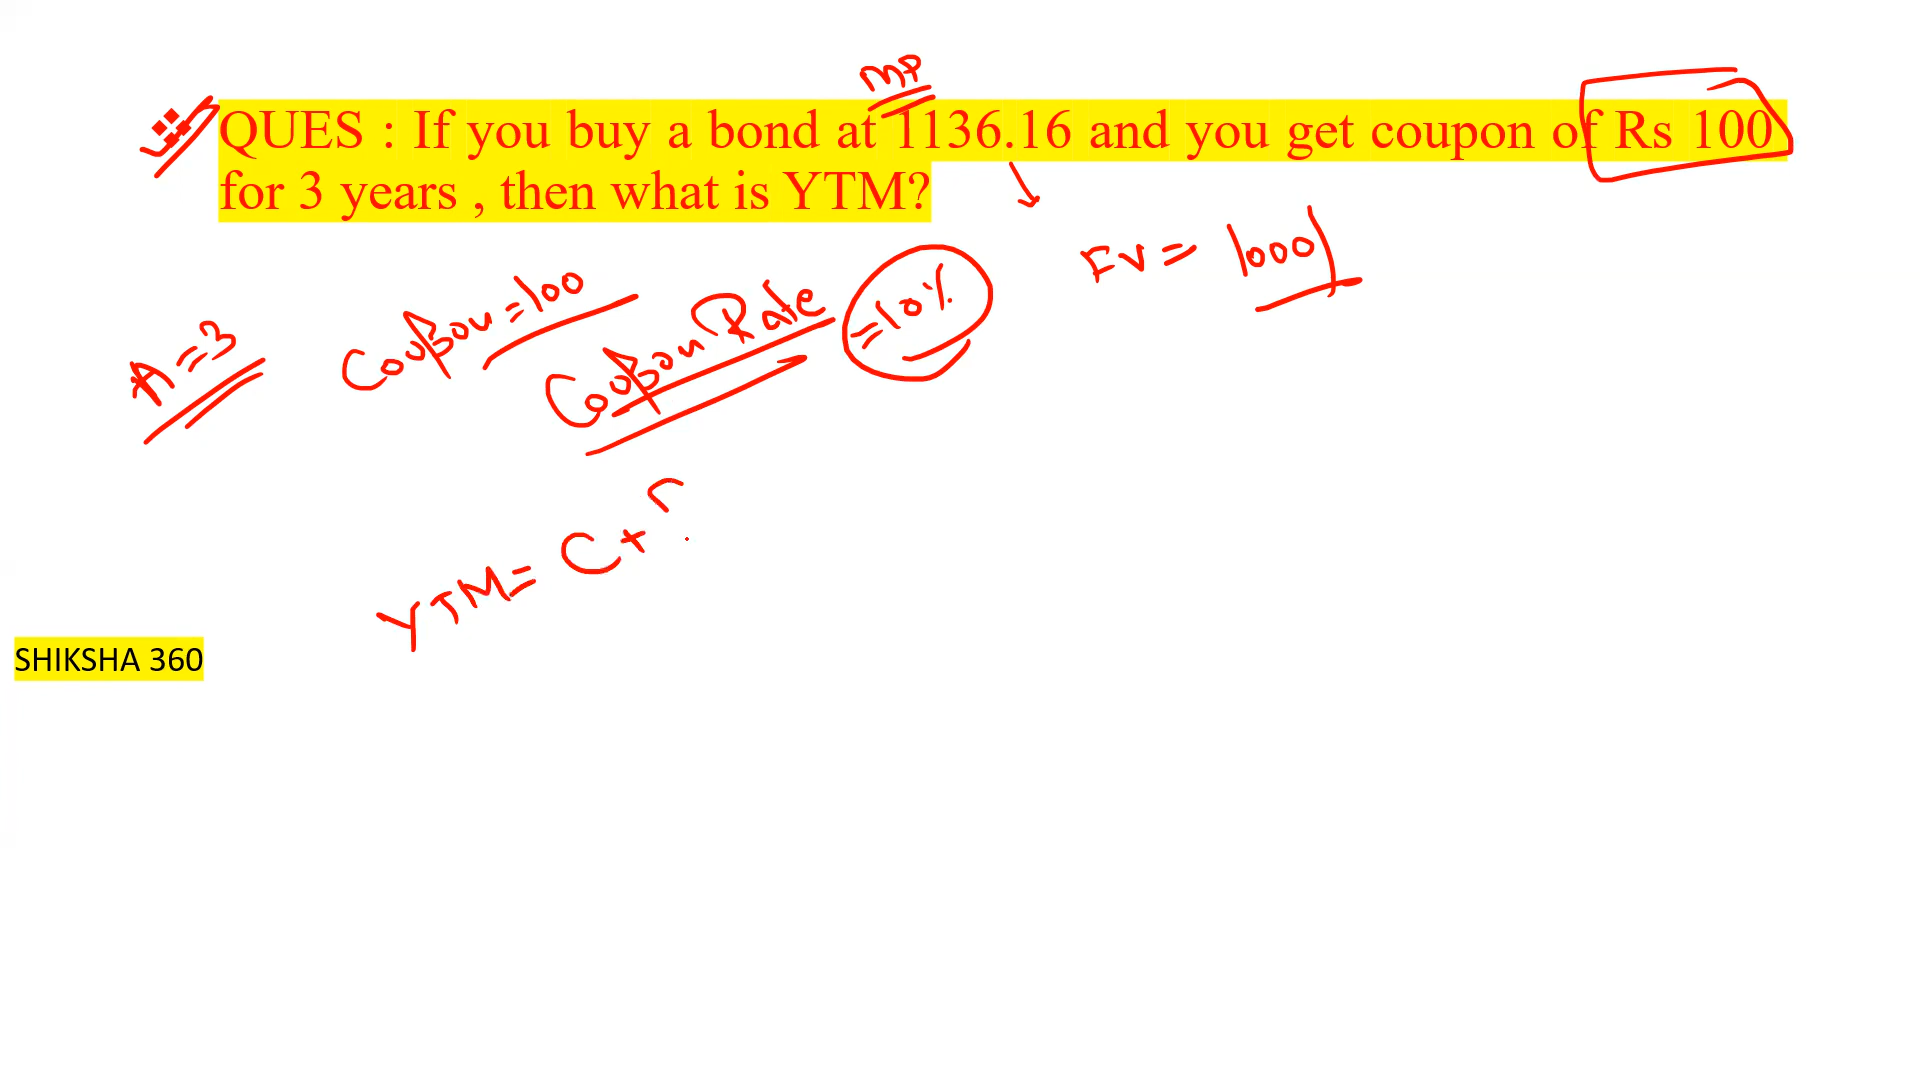 MP
QUES : If you buy a bond at 1136.16 and you get coupon of Rs 100
for 3 years , then what is YTM?
FV = 1000
n = 3
Coupon = 100
Coupon Rate = 10%
YTM = C +
SHIKSHA 360